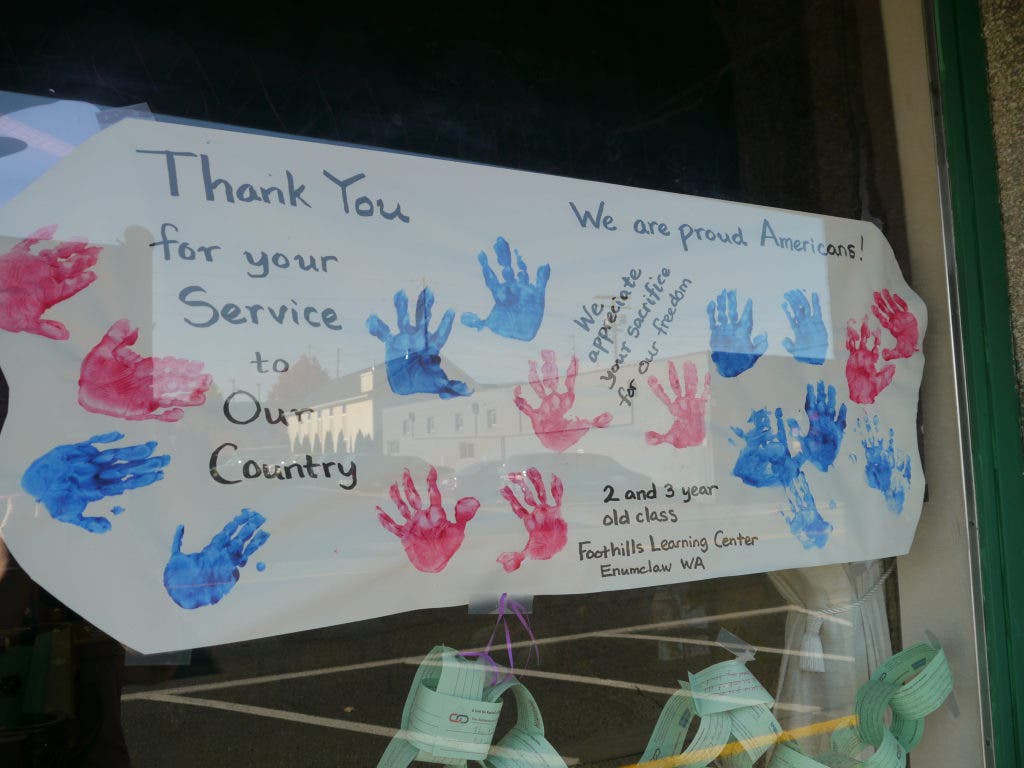 Thank You
for your
Service
to
Our
Country
We are proud Americans!
We
appreciate
your sacrifice
for our freedom
2 and 3 year
old class
Foothills Learning Center
Enumclaw WA